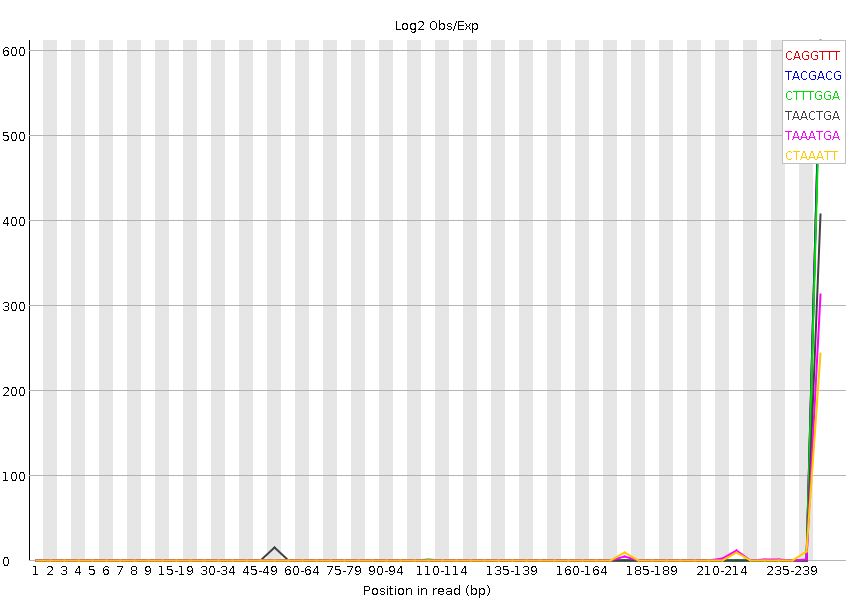 Log2 Obs/Exp
600
500
400
300
200
100
0
CAGGTTT
TACGACG
CTTTGGA
TAACTGA
TAAATGA
CTAAATT
1 2 3 4 5 6 7 8 9 15-19 30-34 45-49 60-64 75-79 90-94 110-114 135-139 160-164 185-189 210-214 235-239
Position in read (bp)